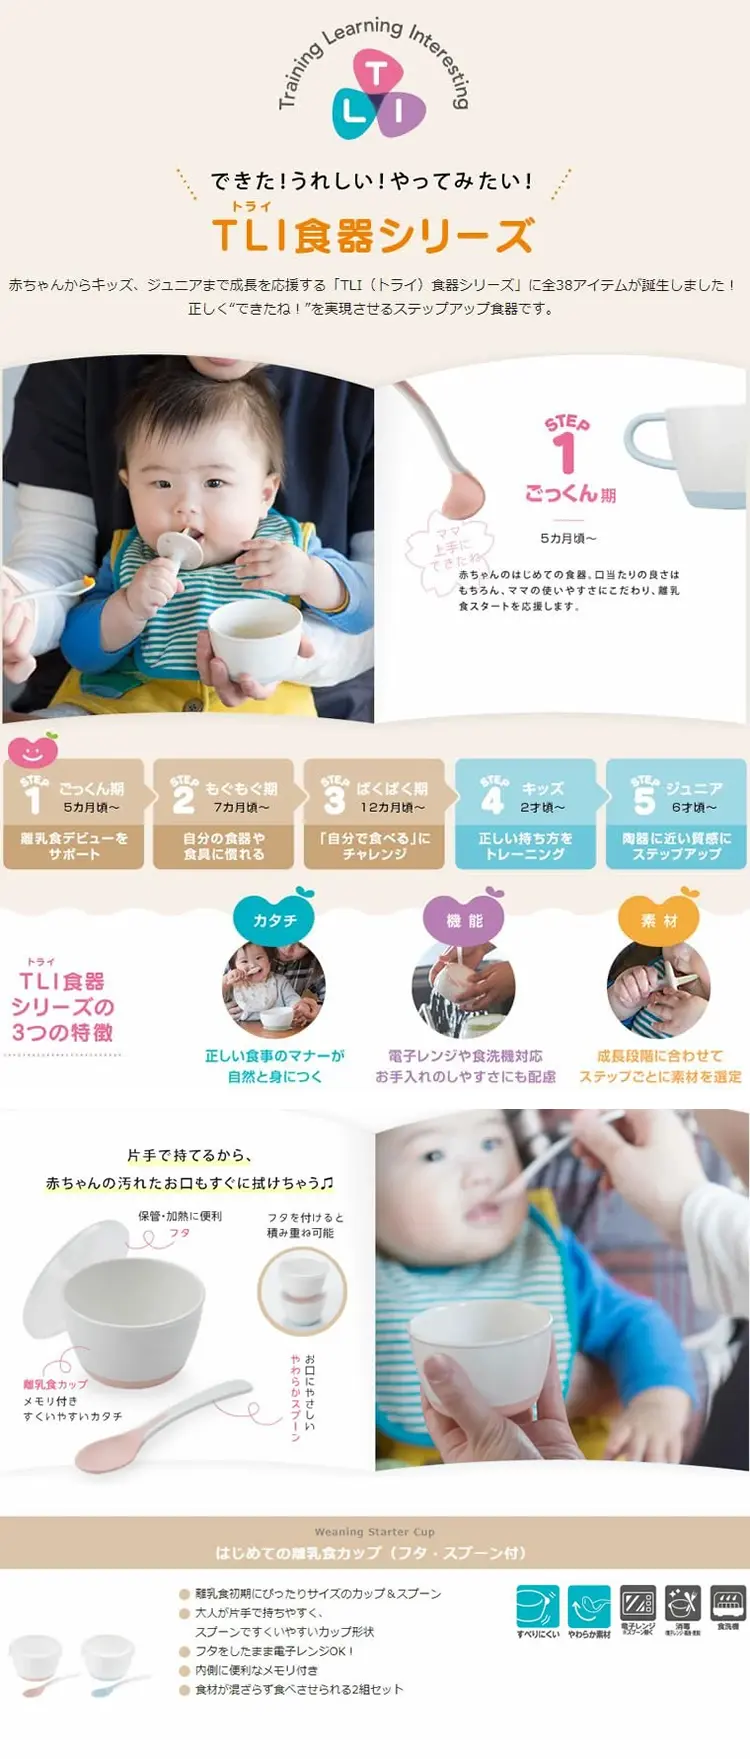 Training Learning Interesting
T
L I
できた！うれしい！やってみたい！
トライ
TLI食器シリーズ
赤ちゃんからキッズ、ジュニアまで成長を応援する「TLI（トライ）食器シリーズ」に全38アイテムが誕生しました！
正しく“できたね！”を実現させるステップアップ食器です。
STEP
1
ごっくん期
5カ月頃〜
ママ
上手に
できたね
赤ちゃんのはじめての食器。口当たりの良さは
もちろん、ママの使いやすさにこだわり、離乳
食スタートを応援します。
STEP 1 ごっくん期
5カ月頃〜
離乳食デビューを
サポート
STEP 2 もぐもぐ期
7カ月頃〜
自分の食器や
食具に慣れる
STEP 3 ぱくぱく期
12カ月頃〜
「自分で食べる」に
チャレンジ
STEP 4 キッズ
2才頃〜
正しい持ち方を
トレーニング
STEP 5 ジュニア
6才頃〜
陶器に近い質感に
ステップアップ
トライ
TLI食器
シリーズの
3つの特徴
カタチ
正しい食事のマナーが
自然と身につく
機能
電子レンジや食洗機対応
お手入れのしやすさにも配慮
素材
成長段階に合わせて
ステップごとに素材を選定
片手で持てるから、
赤ちゃんの汚れたお口もすぐに拭けちゃう♫
保管・加熱に便利
フタ
フタを付けると
積み重ね可能
離乳食カップ
メモリ付き
すくいやすいカタチ
お口にやさしい
やわらかスプーン
Weaning Starter Cup
はじめての離乳食カップ（フタ・スプーン付）
離乳食初期にぴったりサイズのカップ＆スプーン
大人が片手で持ちやすく、
スプーンですくいやすいカップ形状
フタをしたまま電子レンジOK！
内側に便利なメモリ付き
食材が混ざらず食べさせられる2組セット
すべりにくい
やわらか素材
電子レンジ
※スプーン除く
消毒
食洗機